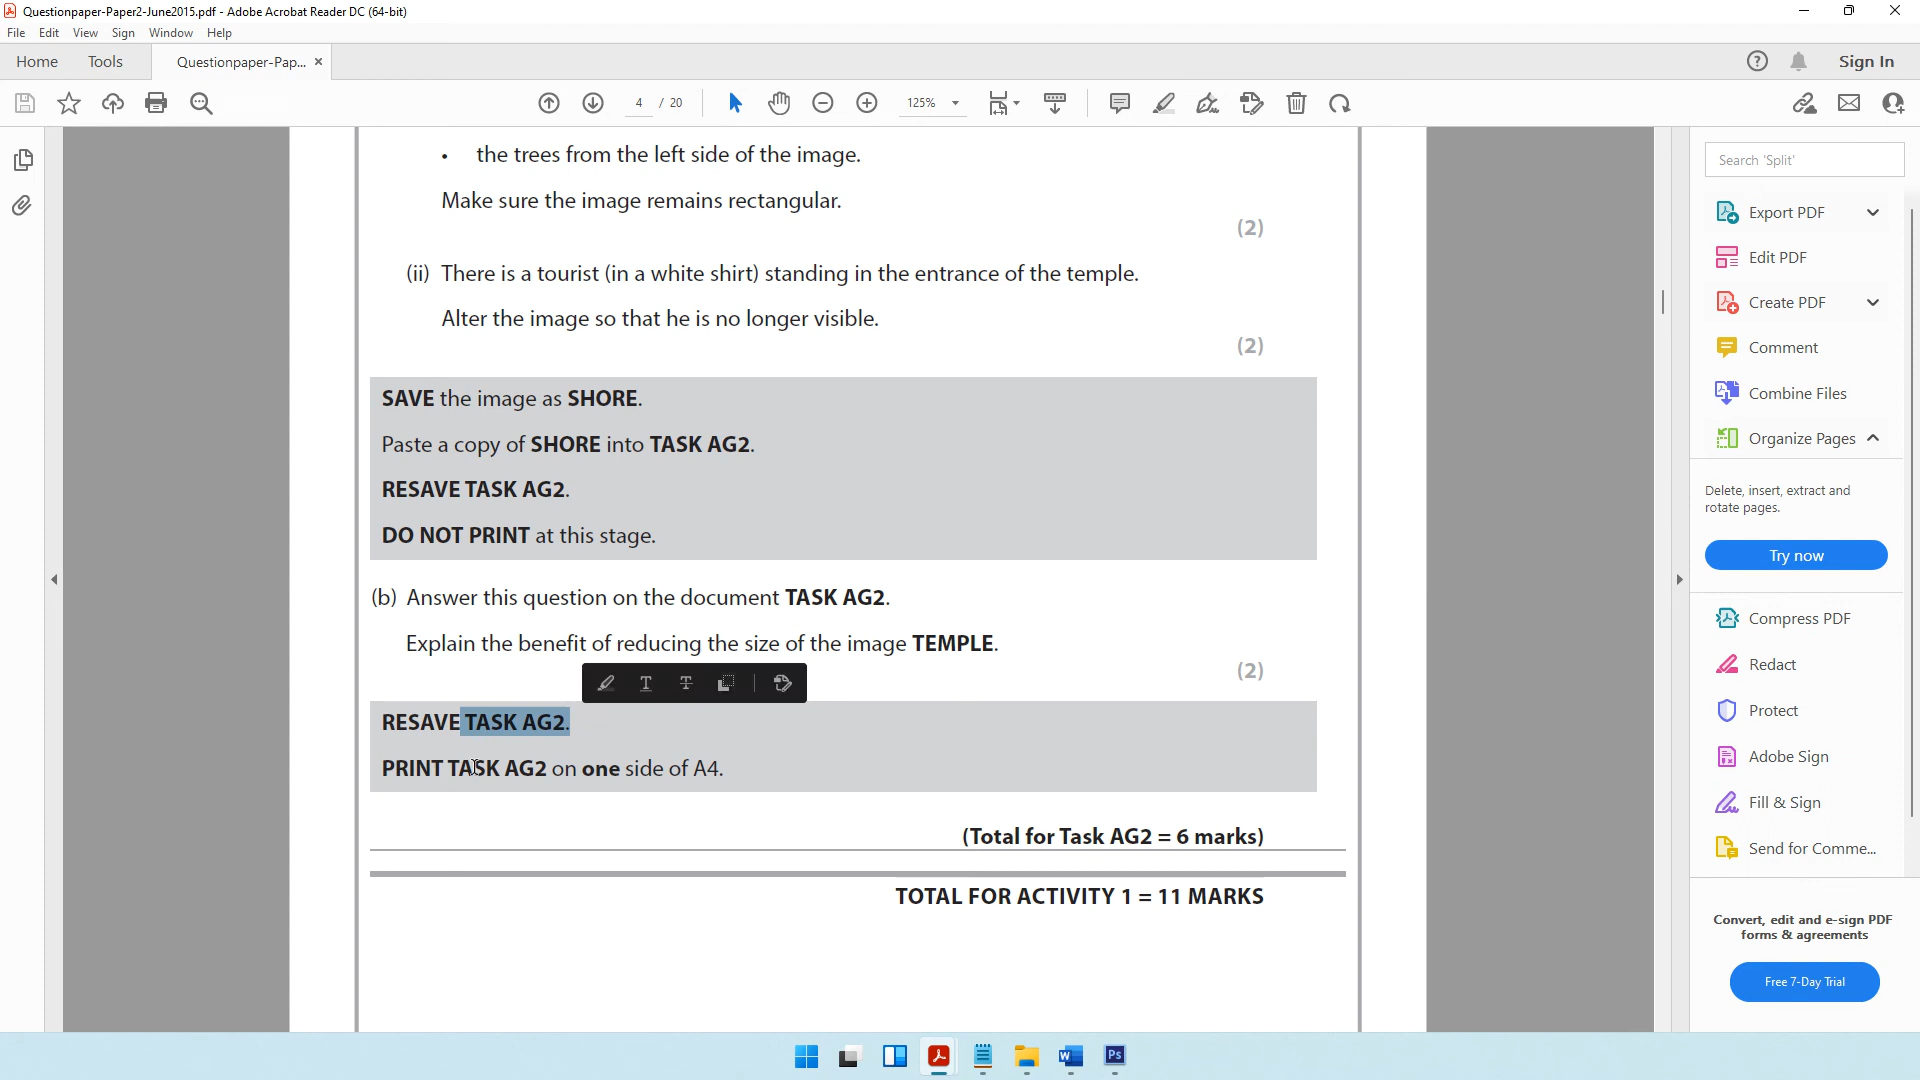 Questionpaper-Paper2-June2015.pdf - Adobe Acrobat Reader DC (64-bit)
File Edit View Sign Window Help
Home Tools Questionpaper-Pap... × Sign In
4 / 20 125%
• the trees from the left side of the image.
Make sure the image remains rectangular.
(2)
(ii) There is a tourist (in a white shirt) standing in the entrance of the temple.
Alter the image so that he is no longer visible.
(2)
SAVE the image as SHORE.
Paste a copy of SHORE into TASK AG2.
RESAVE TASK AG2.
DO NOT PRINT at this stage.
(b) Answer this question on the document TASK AG2.
Explain the benefit of reducing the size of the image TEMPLE.
(2)
RESAVE TASK AG2.
PRINT TASK AG2 on one side of A4.
(Total for Task AG2 = 6 marks)
TOTAL FOR ACTIVITY 1 = 11 MARKS
Search 'Split'
Export PDF
Edit PDF
Create PDF
Comment
Combine Files
Organize Pages
Delete, insert, extract and
rotate pages.
Try now
Compress PDF
Redact
Protect
Adobe Sign
Fill & Sign
Send for Comme...
Convert, edit and e-sign PDF
forms & agreements
Free 7-Day Trial